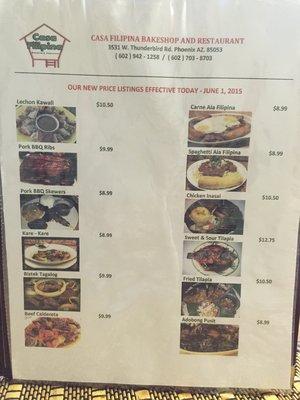 Casa
Filipina
CASA FILIPINA BAKESHOP AND RESTAURANT
3531 W. Thunderbird Rd. Phoenix AZ. 85053
( 602 ) 942 - 1258 / ( 602 ) 703 - 8703
OUR NEW PRICE LISTINGS EFFECTIVE TODAY - JUNE 1, 2015
Lechon Kawali $10.50
Pork BBQ Ribs $9.99
Pork BBQ Skewers $8.99
Kare - Kare $8.99
Bistek Tagalog $9.99
Beef Caldereta $9.99
Carne Ala Filipina $8.99
Spaghetti Ala Filipina $8.99
Chicken Inasal $10.50
Sweet & Sour Tilapia $12.75
Fried Tilapia $10.50
Adobong Pusit $8.99